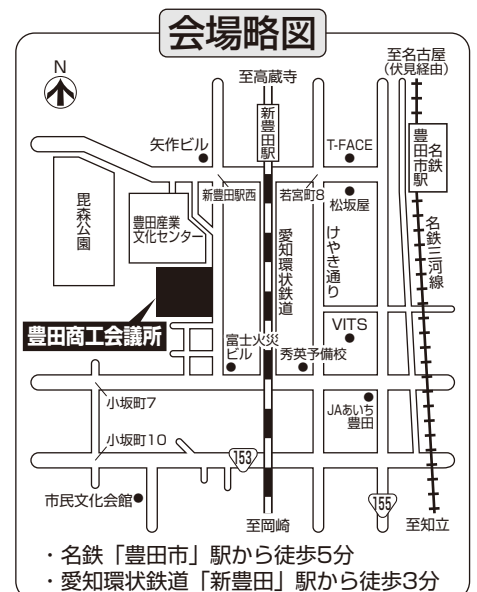 会場略図
N
至高蔵寺
至名古屋
(伏見経由)
新豊田駅
矢作ビル
T-FACE
名鉄
豊田市駅
新豊田駅西
若宮町8
松坂屋
毘森公園
豊田産業
文化センター
愛知環状鉄道
けやき通り
名鉄三河線
豊田商工会議所
富士火災
ビル
秀英予備校
VITS
小坂町7
JAあいち
豊田
小坂町10
153
市民文化会館
155
至岡崎
至知立
・名鉄「豊田市」駅から徒歩5分
・愛知環状鉄道「新豊田」駅から徒歩3分